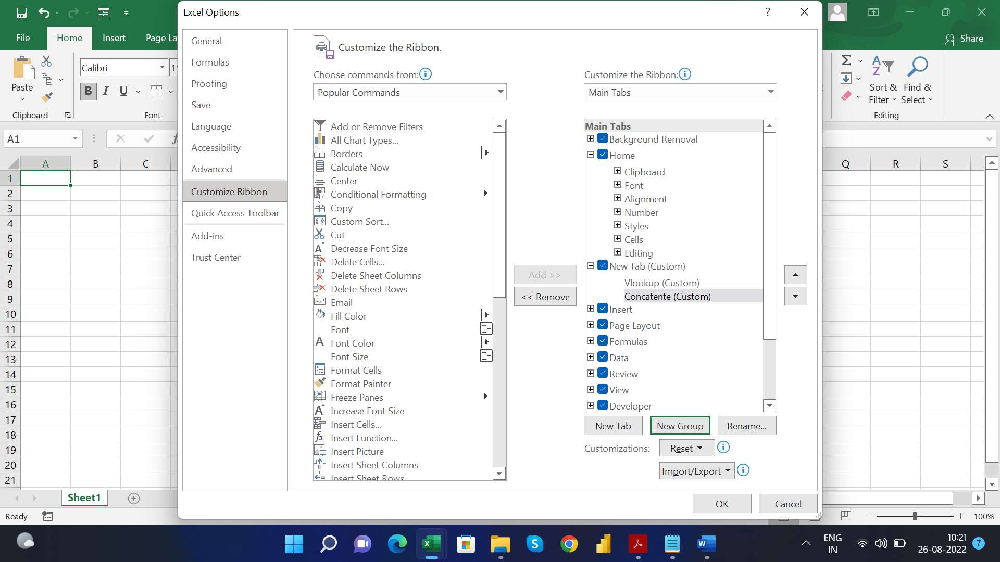 Excel Options
?
File
Home
Insert
Page La
Share
Paste
Clipboard
Calibri
B I U
Font
Σ
Sort & Filter
Find & Select
Editing
A1
A B C
Q R S
1
2
3
4
5
6
7
8
9
10
11
12
13
14
15
16
17
18
19
20
21
General
Formulas
Proofing
Save
Language
Accessibility
Advanced
Customize Ribbon
Quick Access Toolbar
Add-ins
Trust Center
Customize the Ribbon.
Choose commands from:
Popular Commands
Add or Remove Filters
All Chart Types...
Borders
Calculate Now
Center
Conditional Formatting
Copy
Custom Sort...
Cut
Decrease Font Size
Delete Cells...
Delete Sheet Columns
Delete Sheet Rows
Email
Fill Color
Font
Font Color
Font Size
Format Cells
Format Painter
Freeze Panes
Increase Font Size
Insert Cells...
Insert Function...
Insert Picture
Insert Sheet Columns
Insert Sheet Rows
Add >>
<< Remove
Customize the Ribbon:
Main Tabs
Main Tabs
Background Removal
Home
Clipboard
Font
Alignment
Number
Styles
Cells
Editing
New Tab (Custom)
Vlookup (Custom)
Concatente (Custom)
Insert
Page Layout
Formulas
Data
Review
View
Developer
New Tab
New Group
Rename...
Customizations:
Reset
Import/Export
OK
Cancel
Sheet1
Ready
100%
ENG
IN
10:21
26-08-2022
7